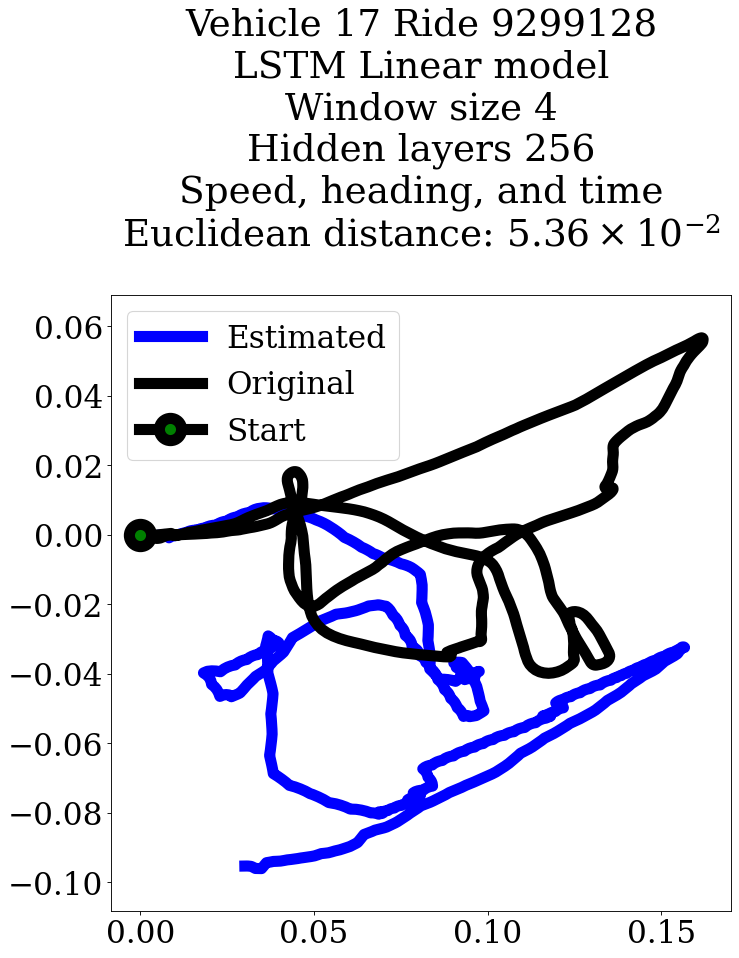 Vehicle 17 Ride 9299128
LSTM Linear model
Window size 4
Hidden layers 256
Speed, heading, and time
Euclidean distance: 5.36 × 10⁻²
Estimated
Original
Start
0.06
0.04
0.02
0.00
−0.02
−0.04
−0.06
−0.08
−0.10
0.00 0.05 0.10 0.15